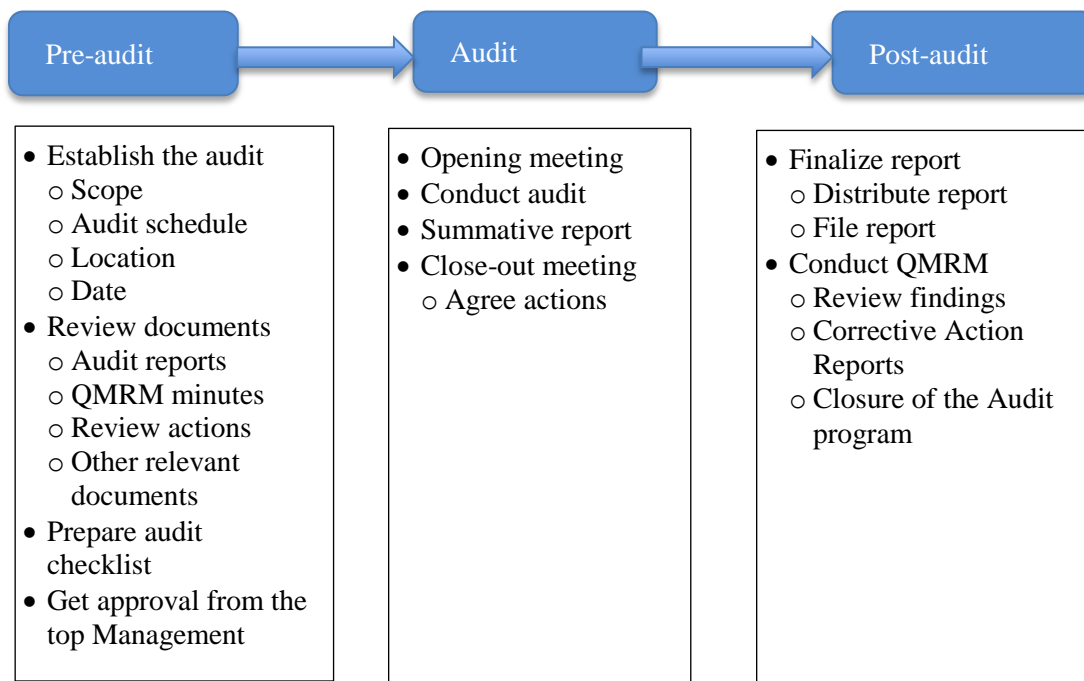 Pre-audit
Audit
Post-audit
• Establish the audit
o Scope
o Audit schedule
o Location
o Date
• Review documents
o Audit reports
o QMRM minutes
o Review actions
o Other relevant
documents
• Prepare audit
checklist
• Get approval from the
top Management
• Opening meeting
• Conduct audit
• Summative report
• Close-out meeting
o Agree actions
• Finalize report
o Distribute report
o File report
• Conduct QMRM
o Review findings
o Corrective Action
Reports
o Closure of the Audit
program